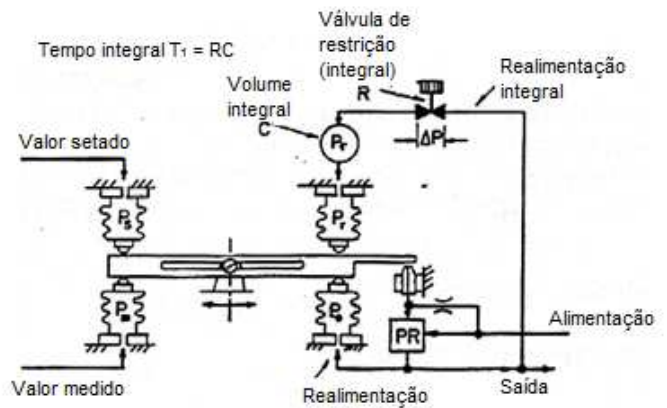 Tempo integral T₁ = RC
Válvula de
restrição
(integral)
R
Realimentação
integral
Volume
integral
C
Pr
ΔP
Valor setado
Ps
Pr
Pm
Po
PR
Alimentação
Valor medido
Realimentação
Saída